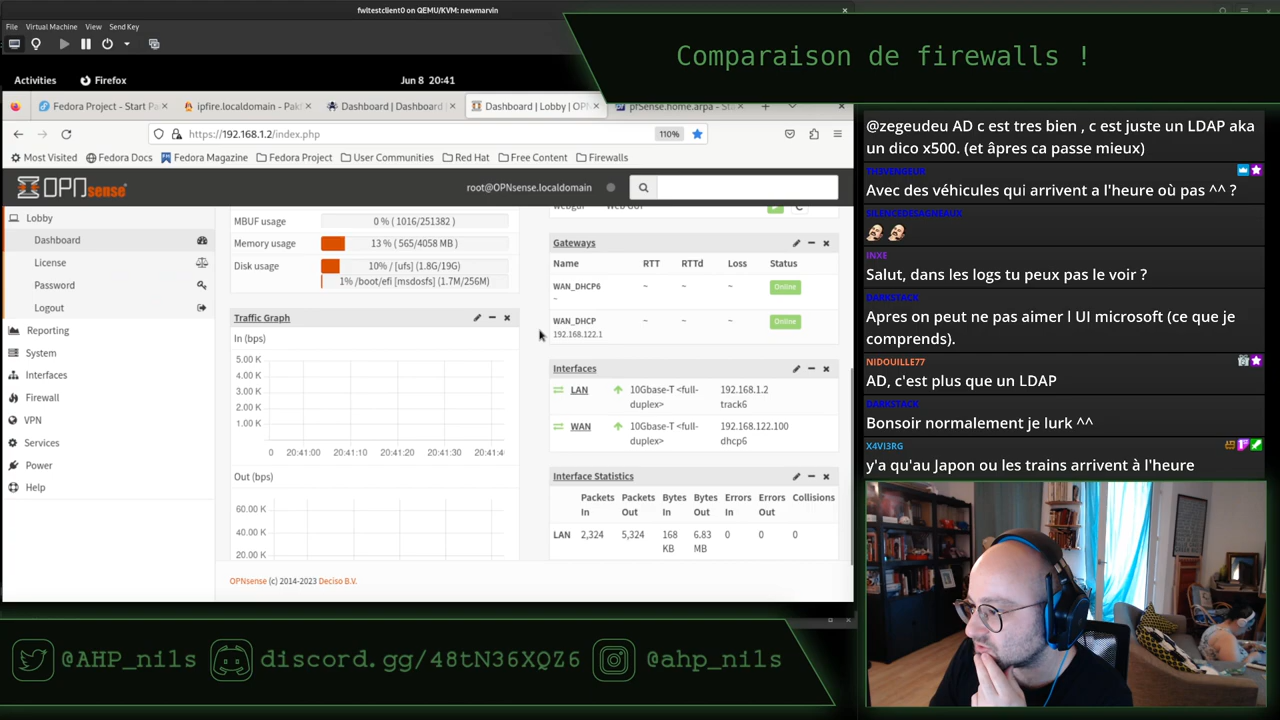 fwltestclient0 on QEMU/KVM: newmarvin
File Virtual Machine View Send Key
Activities Firefox Jun 8 20:41
Fedora Project - Start Pa ipfire.localdomain - Pak Dashboard | Dashboard | Dashboard | Lobby | OPN pfSense.home.arpa - Sta
https://192.168.1.2/index.php 110%
Most Visited Fedora Docs Fedora Magazine Fedora Project User Communities Red Hat Free Content Firewalls
OPNsense root@OPNsense.localdomain
Lobby
Dashboard
License
Password
Logout
Reporting
System
Interfaces
Firewall
VPN
Services
Power
Help
MBUF usage 0 % ( 1016/251382 )
Memory usage 13 % ( 565/4058 MB )
Disk usage 10% / [ufs] (1.8G/19G)
1% /boot/efi [msdosfs] (1.7M/256M)
Traffic Graph
In (bps)
5.00 K
4.00 K
3.00 K
2.00 K
1.00 K
0 20:41:00 20:41:10 20:41:20 20:41:30 20:41:4
Out (bps)
60.00 K
40.00 K
20.00 K
Gateways
Name RTT RTTd Loss Status
WAN_DHCP6 ~ ~ ~ Online
~
WAN_DHCP ~ ~ ~ Online
192.168.122.1
Interfaces
LAN 10Gbase-T <full- 192.168.1.2
duplex> track6
WAN 10Gbase-T <full- 192.168.122.100
duplex> dhcp6
Interface Statistics
Packets Packets Bytes Bytes Errors Errors Collisions
In Out In Out In Out
LAN 2,324 5,324 168 6.83 0 0 0
KB MB
OPNsense (c) 2014-2023 Deciso B.V.
Comparaison de firewalls !
@zegeudeu AD c est tres bien , c est juste un LDAP aka
un dico x500. (et âpres ca passe mieux)
TH3VENGEUR
Avec des véhicules qui arrivent a l'heure où pas ^^ ?
SILENCEDESAGNEAUX
INXE
Salut, dans les logs tu peux pas le voir ?
DARKSTACK
Apres on peut ne pas aimer l UI microsoft (ce que je
comprends).
NIDOUILLE77
AD, c'est plus que un LDAP
DARKSTACK
Bonsoir normalement je lurk ^^
X4VI3RG
y'a qu'au Japon ou les trains arrivent à l'heure
@AHP_nils discord.gg/48tN36XQZ6 @ahp_nils